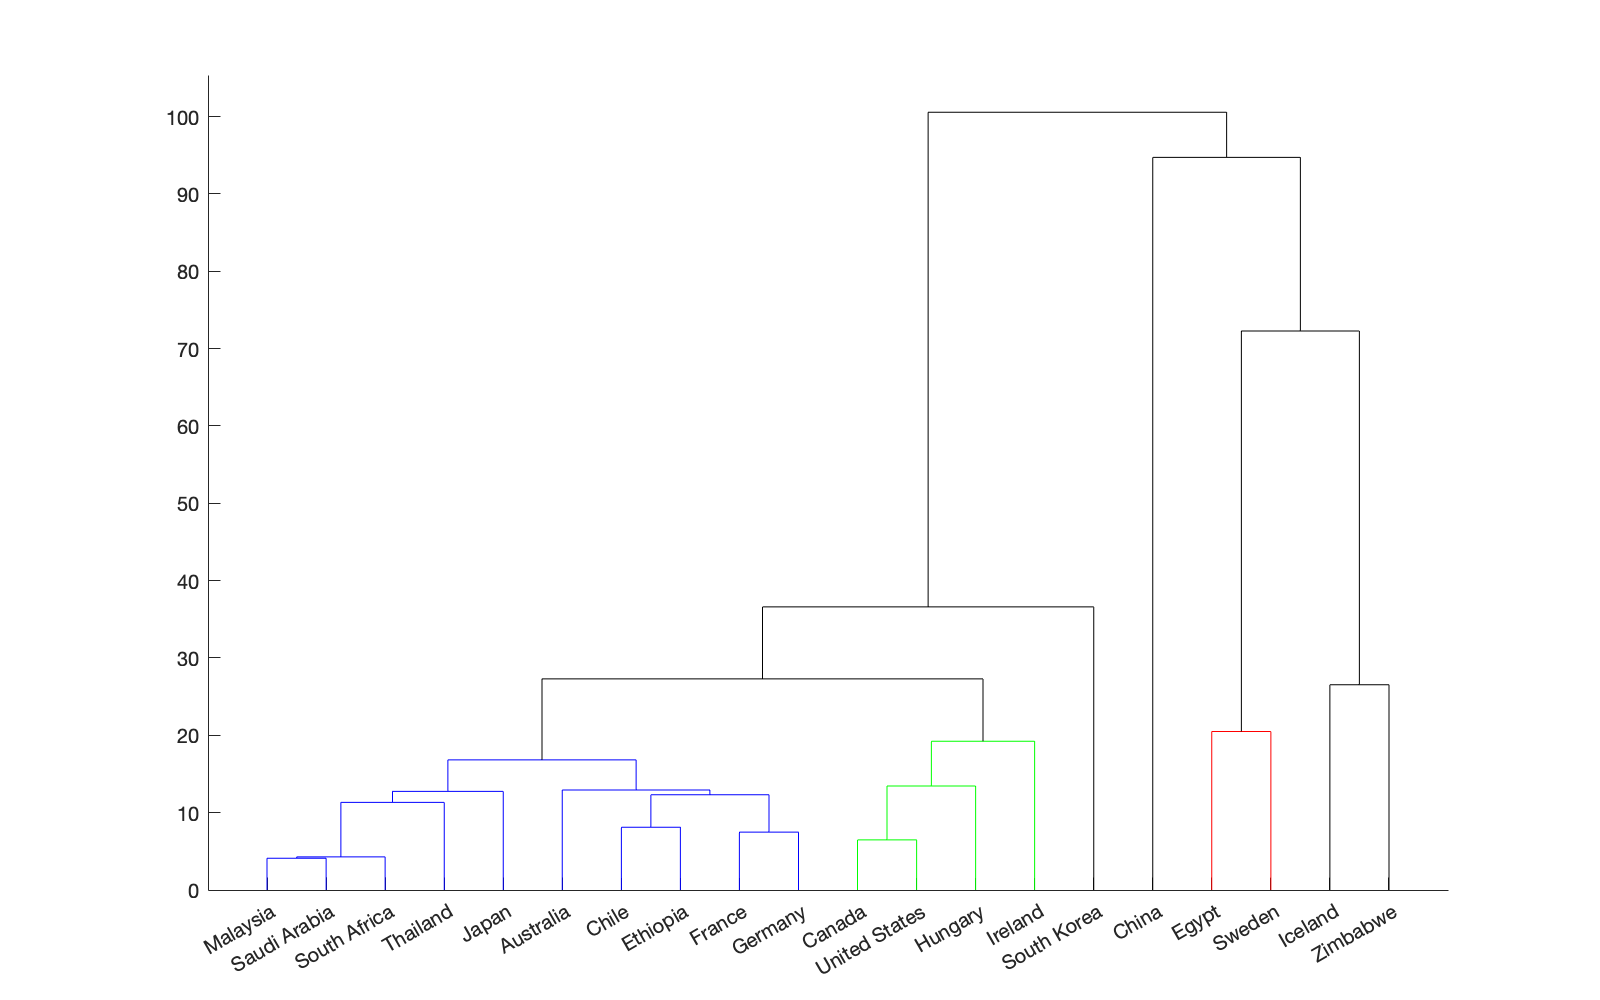 100
90
80
70
60
50
40
30
20
10
0
Malaysia
Saudi Arabia
South Africa
Thailand
Japan
Australia
Chile
Ethiopia
France
Germany
Canada
United States
Hungary
Ireland
South Korea
China
Egypt
Sweden
Iceland
Zimbabwe